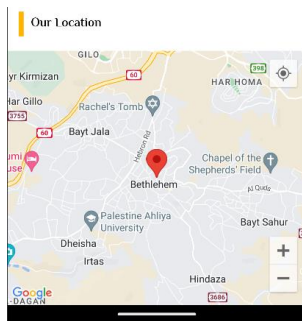 Our Location
GILO
398
yr Kirmizan
60
HAR HOMA
Har Gillo
Rachel's Tomb
3755
60
Bayt Jala
Hebron Rd
umi
use
Chapel of the
Shepherds' Field
Bethlehem
Al Quds
Palestine Ahliya
University
Bayt Sahur
Dheisha
Irtas
Hindaza
Google
-DAGAN
3686